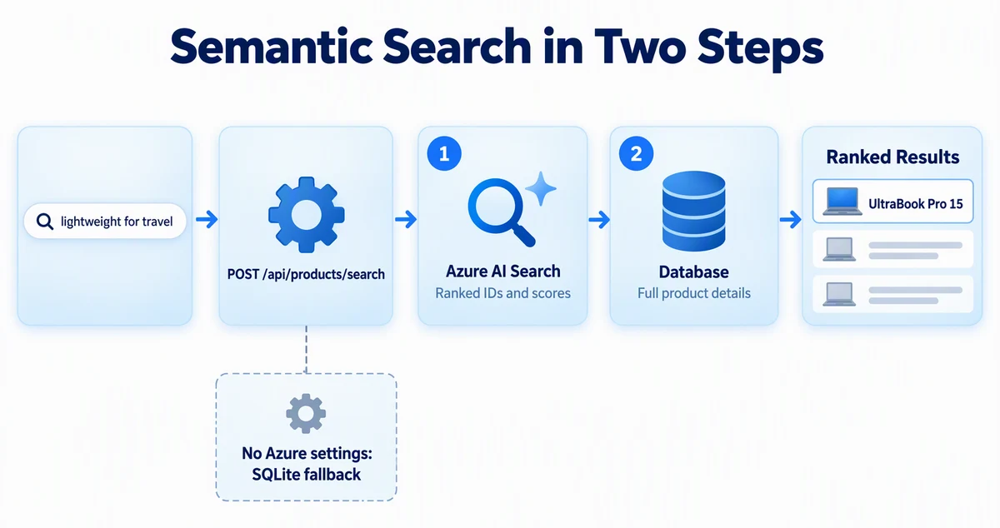 Semantic Search in Two Steps
lightweight for travel
POST /api/products/search
1
Azure AI Search
Ranked IDs and scores
2
Database
Full product details
Ranked Results
UltraBook Pro 15
No Azure settings:
SQLite fallback